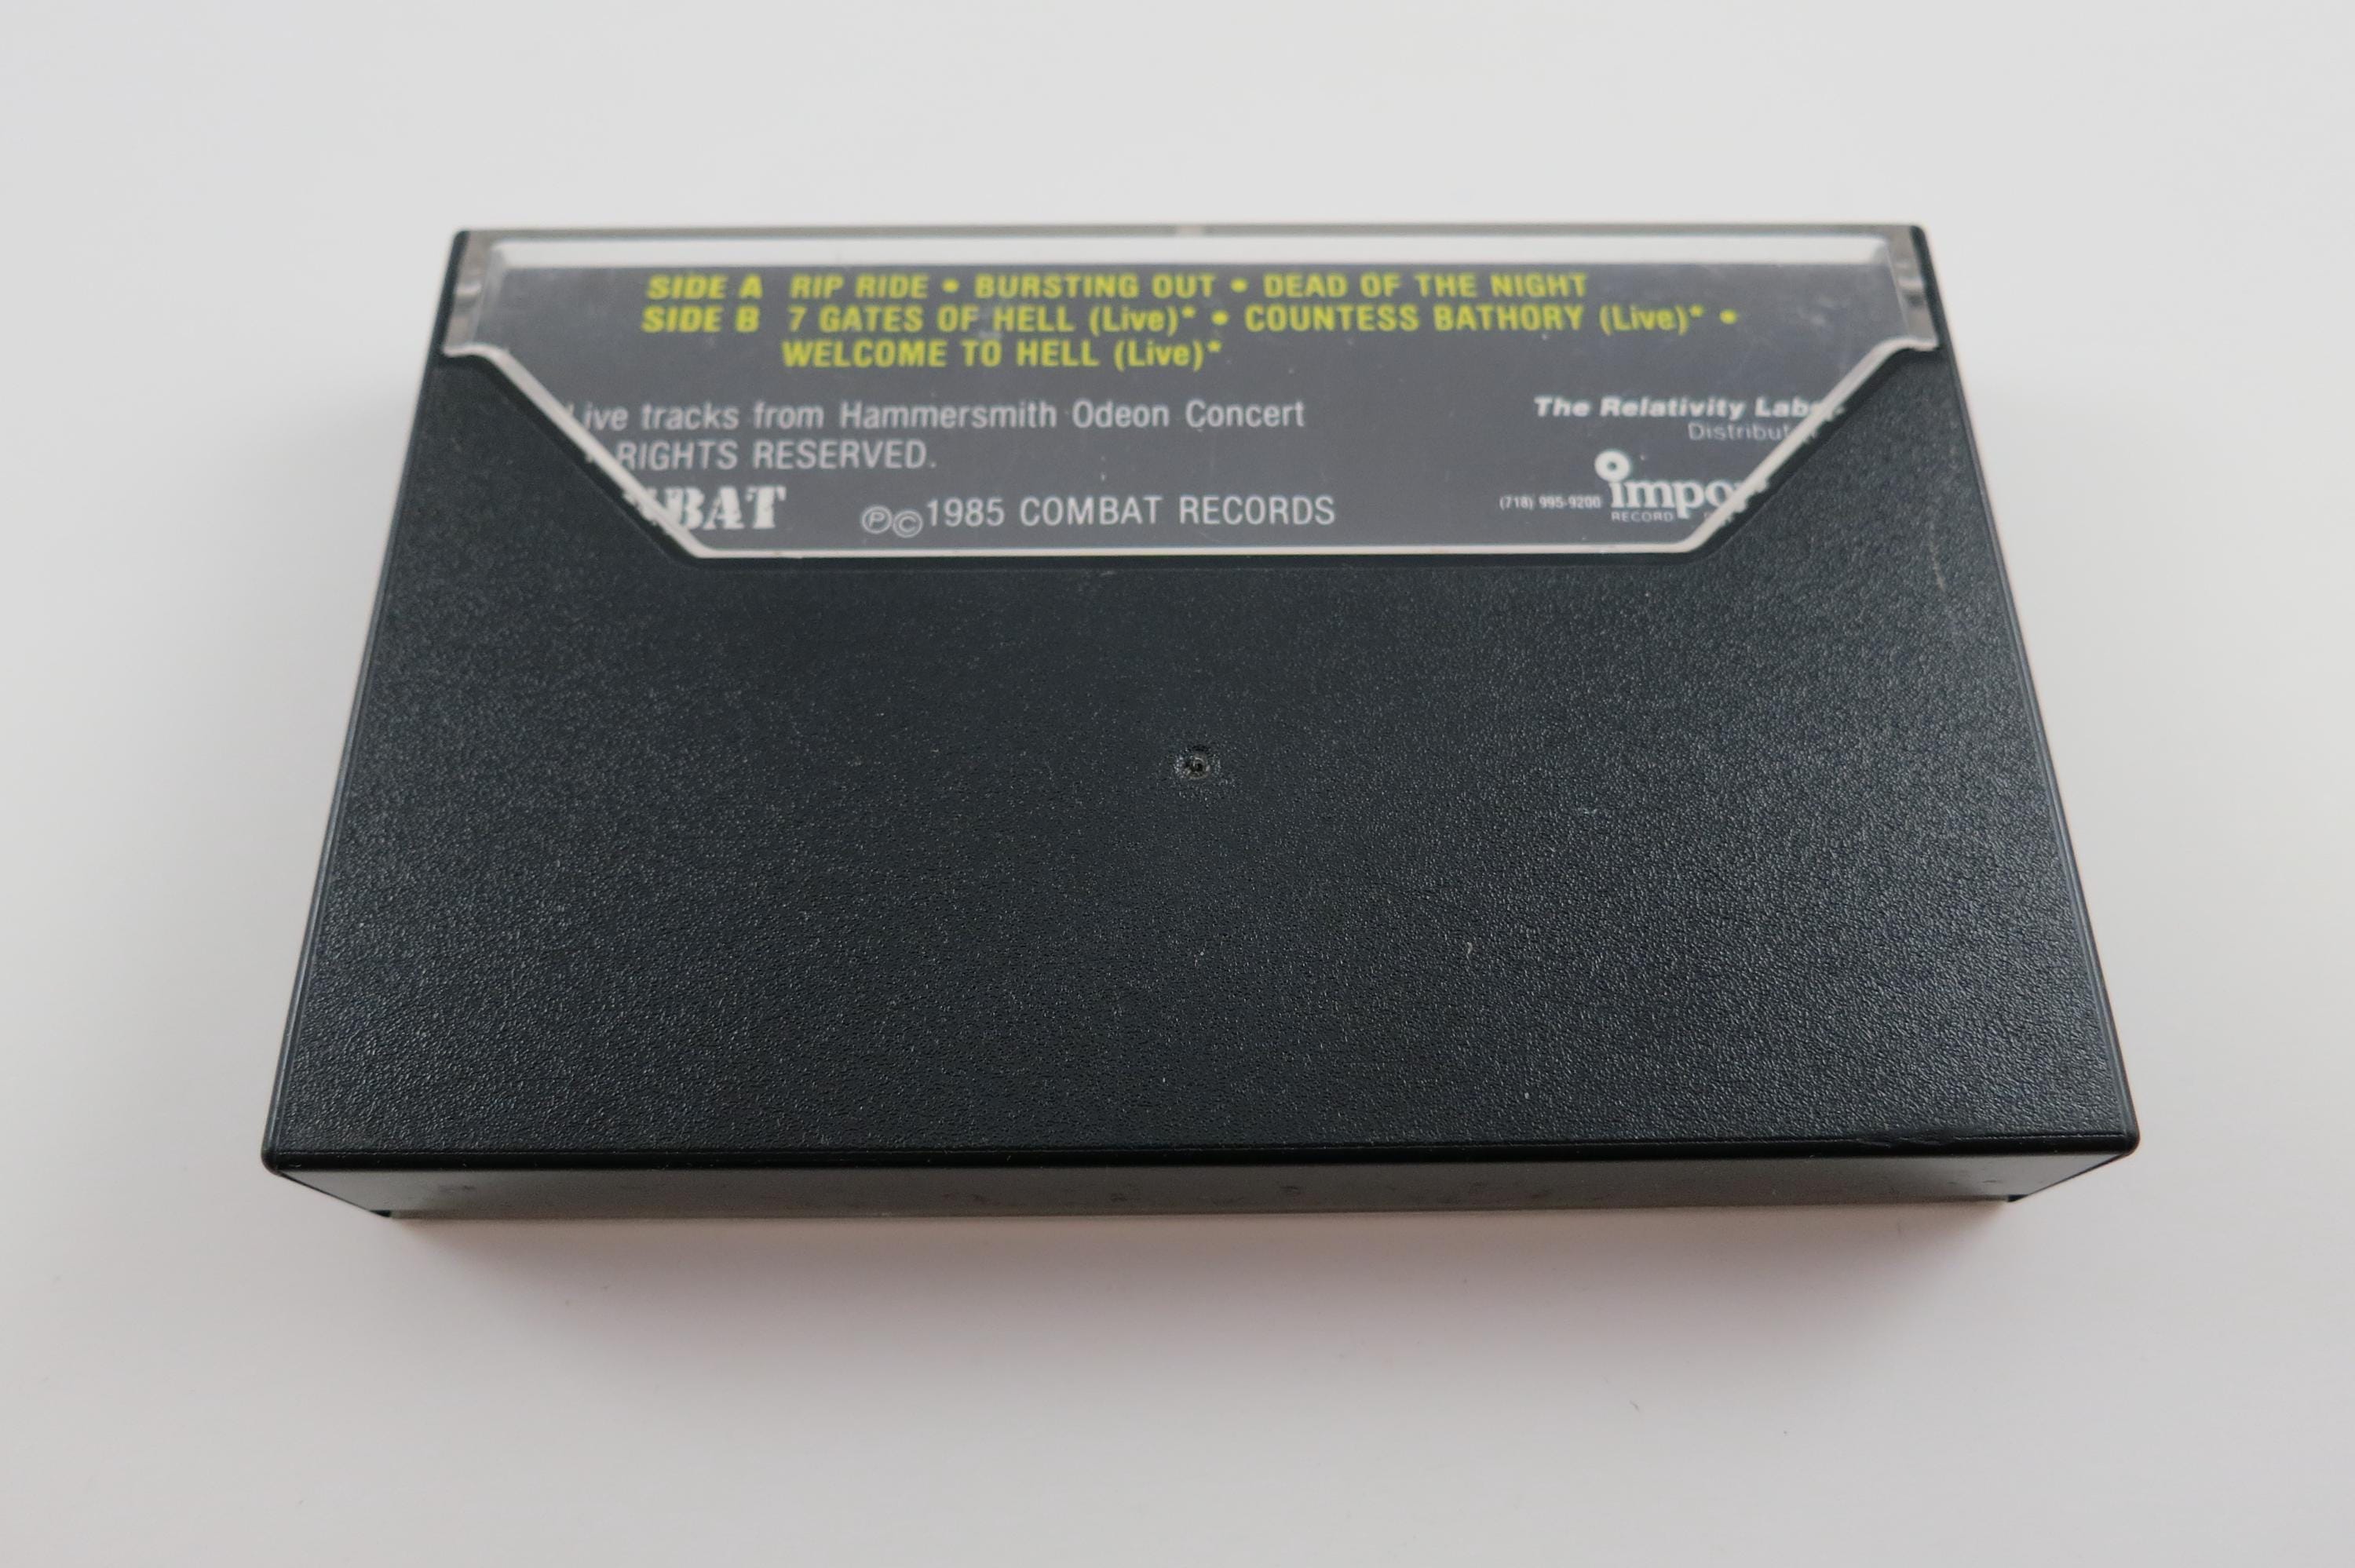 SIDE A RIP RIDE • BURSTING OUT • DEAD OF THE NIGHT
SIDE B 7 GATES OF HELL (Live)* • COUNTESS BATHORY (Live)* •
WELCOME TO HELL (Live)*
Live tracks from Hammersmith Odeon Concert
RIGHTS RESERVED.
The Relativity
BAT
℗©1985 COMBAT RECORDS
(718) 995-9200
RECORD